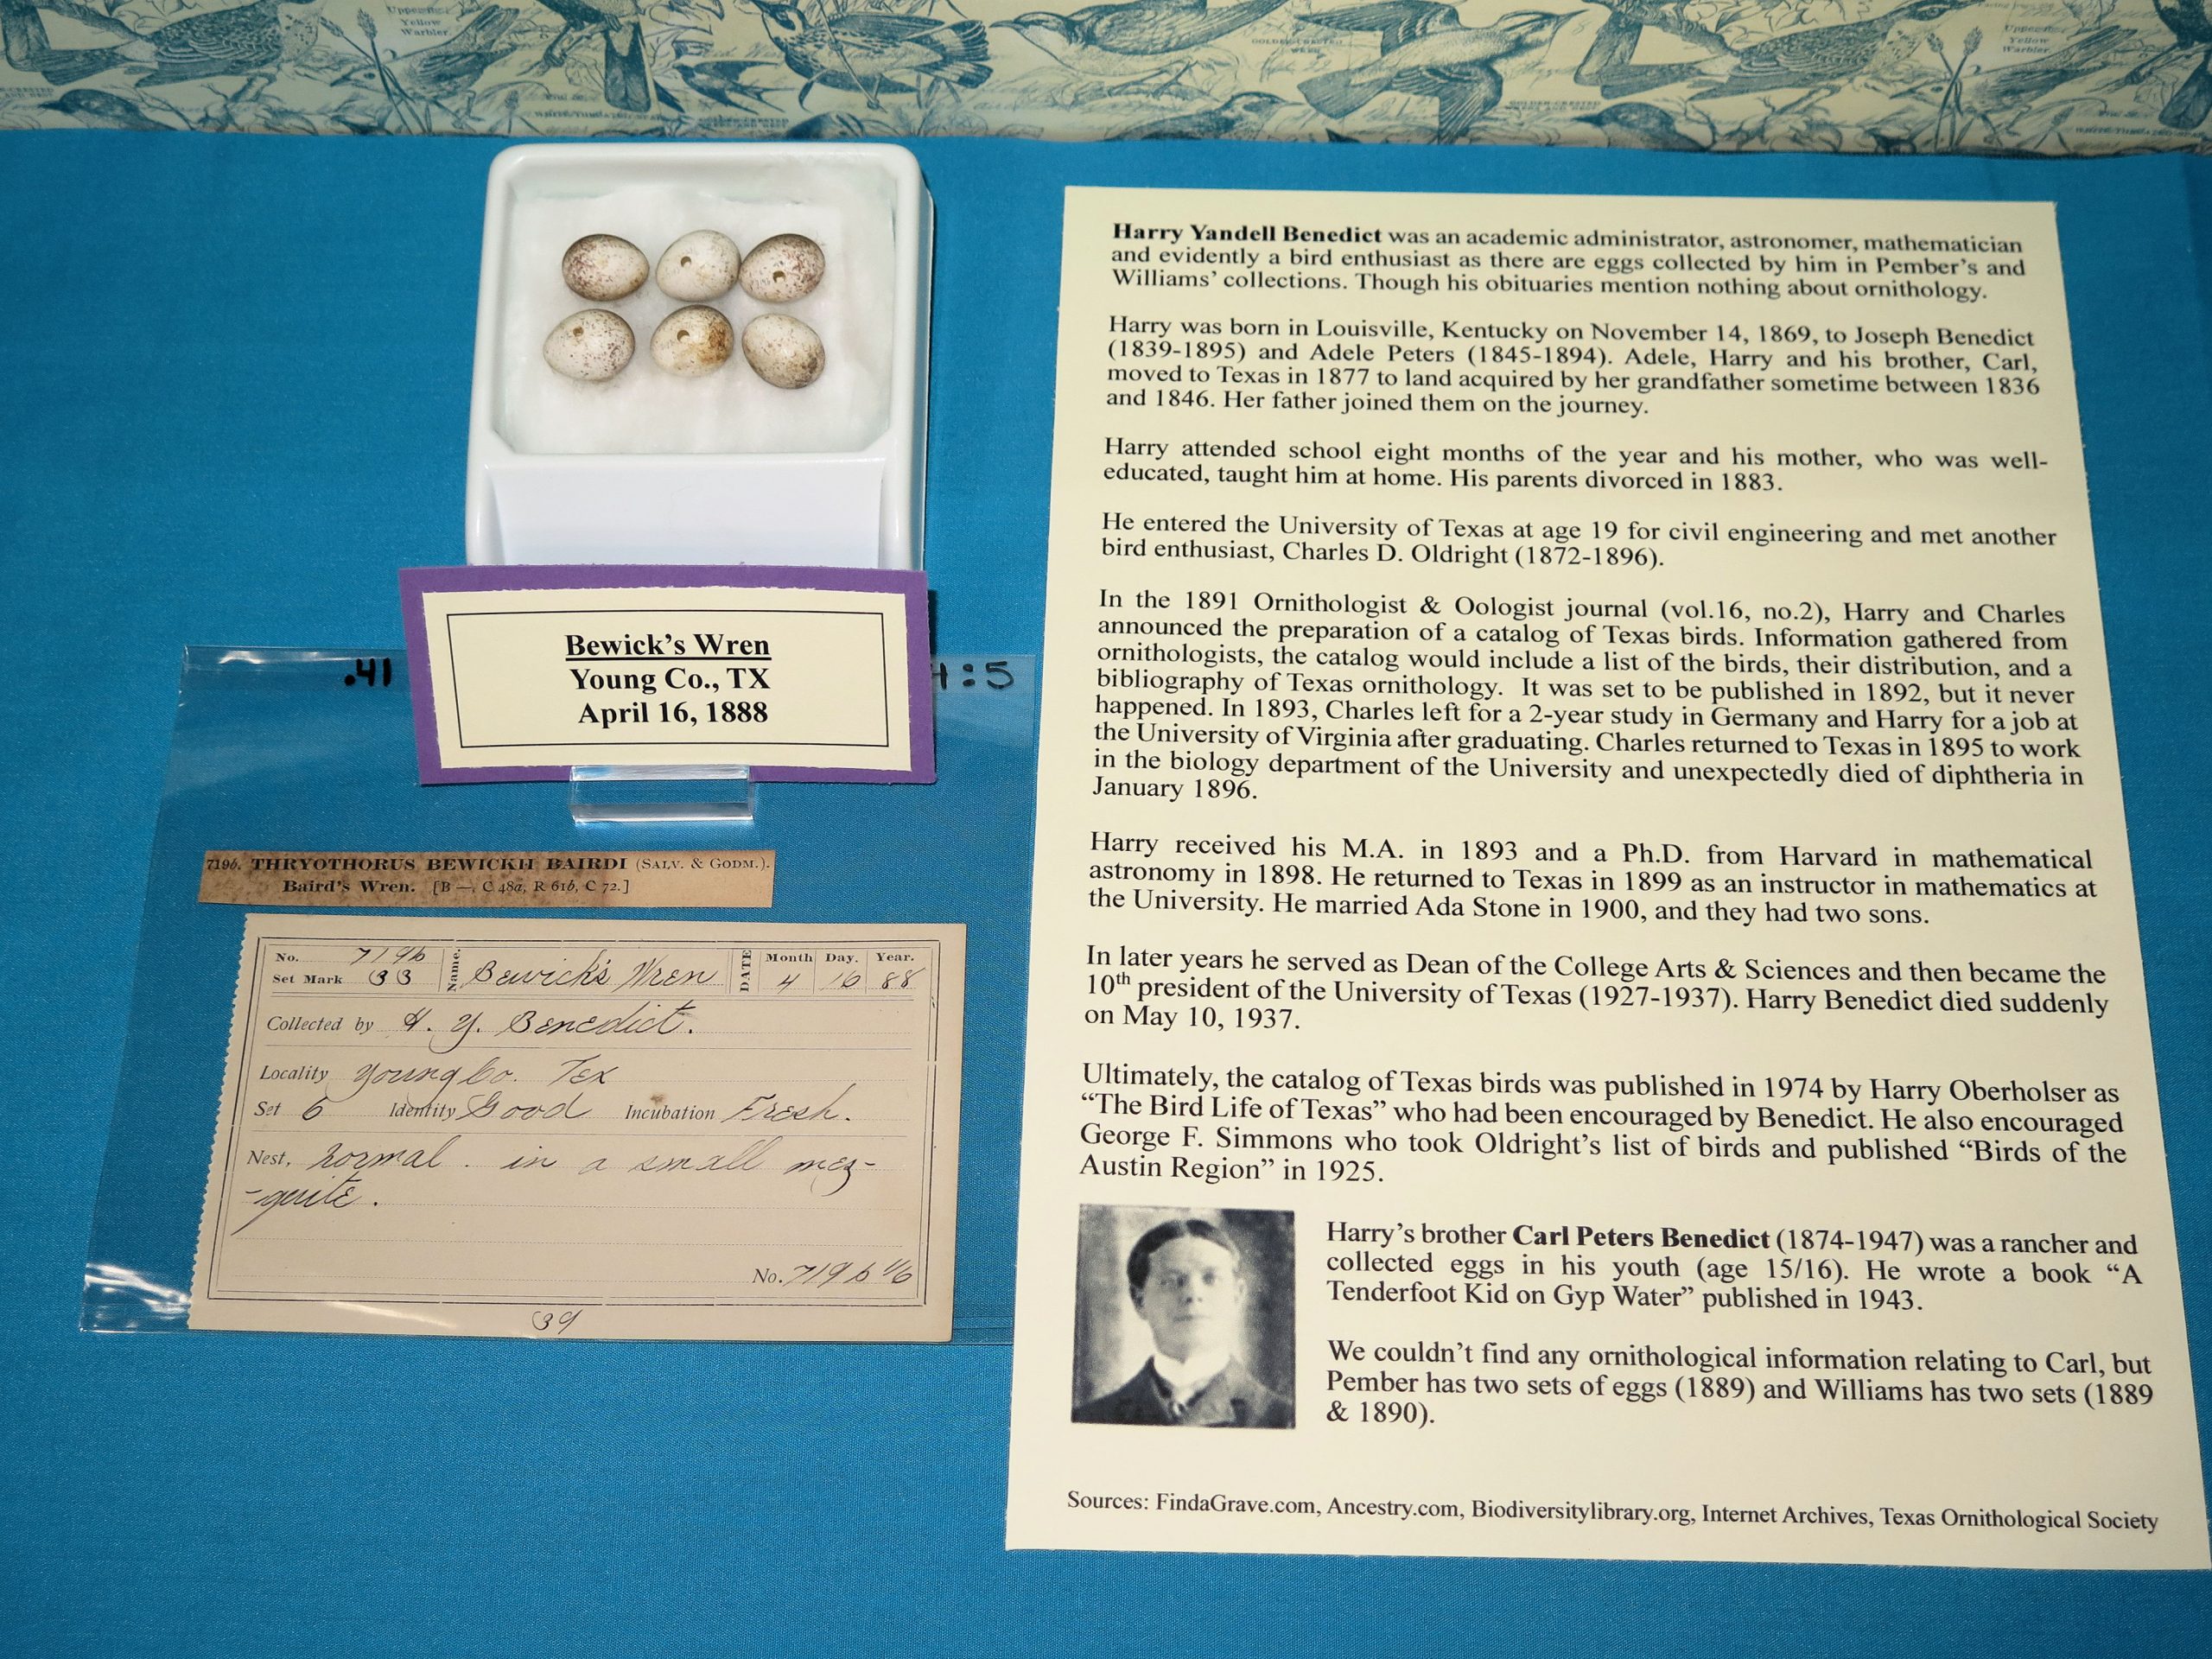 Upper
Yellow
Warbler.
Upper
Yellow
Warbler.
Harry Yandell Benedict was an academic administrator, astronomer, mathematician
and evidently a bird enthusiast as there are eggs collected by him in Pember's and
Williams' collections. Though his obituaries mention nothing about ornithology.
Harry was born in Louisville, Kentucky on November 14, 1869, to Joseph Benedict
(1839-1895) and Adele Peters (1845-1894). Adele, Harry and his brother, Carl,
moved to Texas in 1877 to land acquired by her grandfather sometime between 1836
and 1846. Her father joined them on the journey.
Harry attended school eight months of the year and his mother, who was well-
educated, taught him at home. His parents divorced in 1883.
He entered the University of Texas at age 19 for civil engineering and met another
bird enthusiast, Charles D. Oldright (1872-1896).
In the 1891 Ornithologist & Oologist journal (vol.16, no.2), Harry and Charles
announced the preparation of a catalog of Texas birds. Information gathered from
ornithologists, the catalog would include a list of the birds, their distribution, and a
bibliography of Texas ornithology. It was set to be published in 1892, but it never
happened. In 1893, Charles left for a 2-year study in Germany and Harry for a job at
the University of Virginia after graduating. Charles returned to Texas in 1895 to work
in the biology department of the University and unexpectedly died of diphtheria in
January 1896.
Harry received his M.A. in 1893 and a Ph.D. from Harvard in mathematical
astronomy in 1898. He returned to Texas in 1899 as an instructor in mathematics at
the University. He married Ada Stone in 1900, and they had two sons.
In later years he served as Dean of the College Arts & Sciences and then became the
10th president of the University of Texas (1927-1937). Harry Benedict died suddenly
on May 10, 1937.
Ultimately, the catalog of Texas birds was published in 1974 by Harry Oberholser as
“The Bird Life of Texas” who had been encouraged by Benedict. He also encouraged
George F. Simmons who took Oldright's list of birds and published “Birds of the
Austin Region” in 1925.
Harry's brother Carl Peters Benedict (1874-1947) was a rancher and
collected eggs in his youth (age 15/16). He wrote a book “A
Tenderfoot Kid on Gyp Water” published in 1943.
We couldn't find any ornithological information relating to Carl, but
Pember has two sets of eggs (1889) and Williams has two sets (1889
& 1890).
Sources: FindaGrave.com, Ancestry.com, Biodiversitylibrary.org, Internet Archives, Texas Ornithological Society
Bewick's Wren
Young Co., TX
April 16, 1888
.41 :5
719b. THRYOTHORUS BEWICKII BAIRDI (SALV. & GODM.).
Baird's Wren. [B —, C 48a, R 61b, C 72.]
No. 719b Name. Bewick's Wren DATE Month Day. Year.
Set Mark 33 4 16 88
Collected by H. Y. Benedict.
Locality Young Co. Tex
Set 6 Identity Good Incubation Fresh.
Nest, normal. in a small mez-
-quite.
No. 719 b 1/6
39